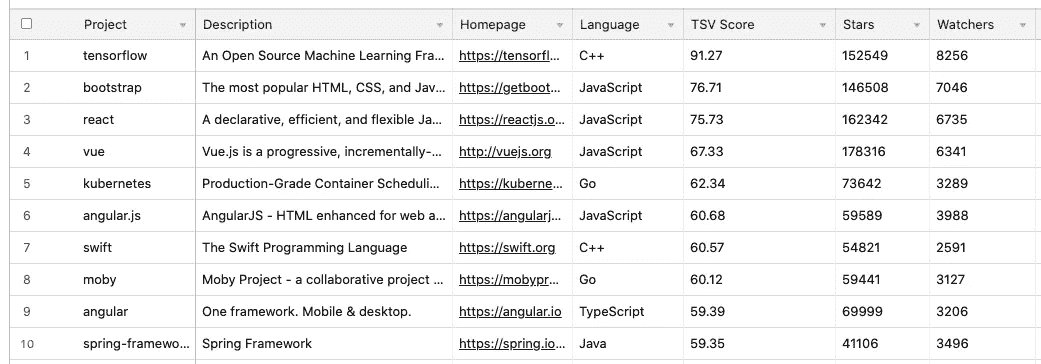 Project Description Homepage Language TSV Score Stars Watchers
1 tensorflow An Open Source Machine Learning Fra... https://tensorfl... C++ 91.27 152549 8256
2 bootstrap The most popular HTML, CSS, and Jav... https://getboot... JavaScript 76.71 146508 7046
3 react A declarative, efficient, and flexible Ja... https://reactjs.o... JavaScript 75.73 162342 6735
4 vue Vue.js is a progressive, incrementally-... http://vuejs.org JavaScript 67.33 178316 6341
5 kubernetes Production-Grade Container Scheduli... https://kuberne... Go 62.34 73642 3289
6 angular.js AngularJS - HTML enhanced for web a... https://angularj... JavaScript 60.68 59589 3988
7 swift The Swift Programming Language https://swift.org C++ 60.57 54821 2591
8 moby Moby Project - a collaborative project ... https://mobypr... Go 60.12 59441 3127
9 angular One framework. Mobile & desktop. https://angular.io TypeScript 59.39 69999 3206
10 spring-framewo... Spring Framework https://spring.io... Java 59.35 41106 3496